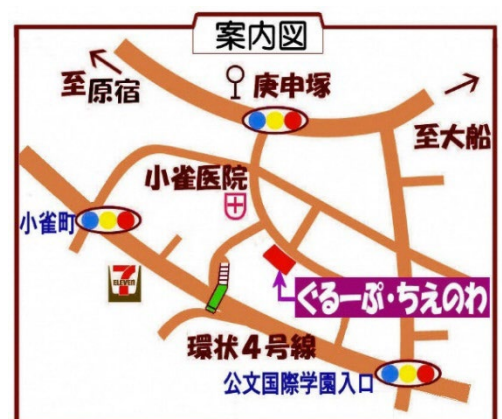 案内図
至原宿
庚申塚
至大船
小雀医院
小雀町
7
ELEVEN
ぐるーぷ・ちえのわ
環状4号線
公文国際学園入口